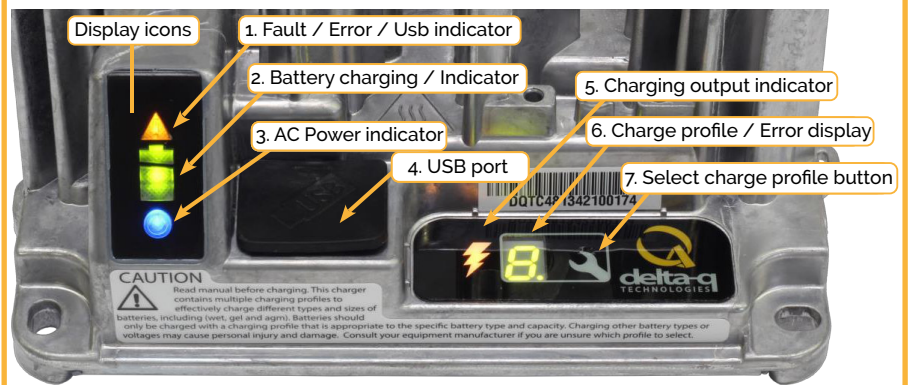 Display icons
1. Fault / Error / Usb indicator
2. Battery charging / Indicator
3. AC Power indicator
4. USB port
5. Charging output indicator
6. Charge profile / Error display
7. Select charge profile button
USB
DQTC481342100174
8.
delta-q
TECHNOLOGIES
CAUTION
Read manual before charging. This charger
contains multiple charging profiles to
effectively charge different types and sizes of
batteries, including (wet, gel and agm). Batteries should
only be charged with a charging profile that is appropriate to the specific battery type and capacity. Charging other battery types or
voltages may cause personal injury and damage. Consult your equipment manufacturer if you are unsure which profile to select.